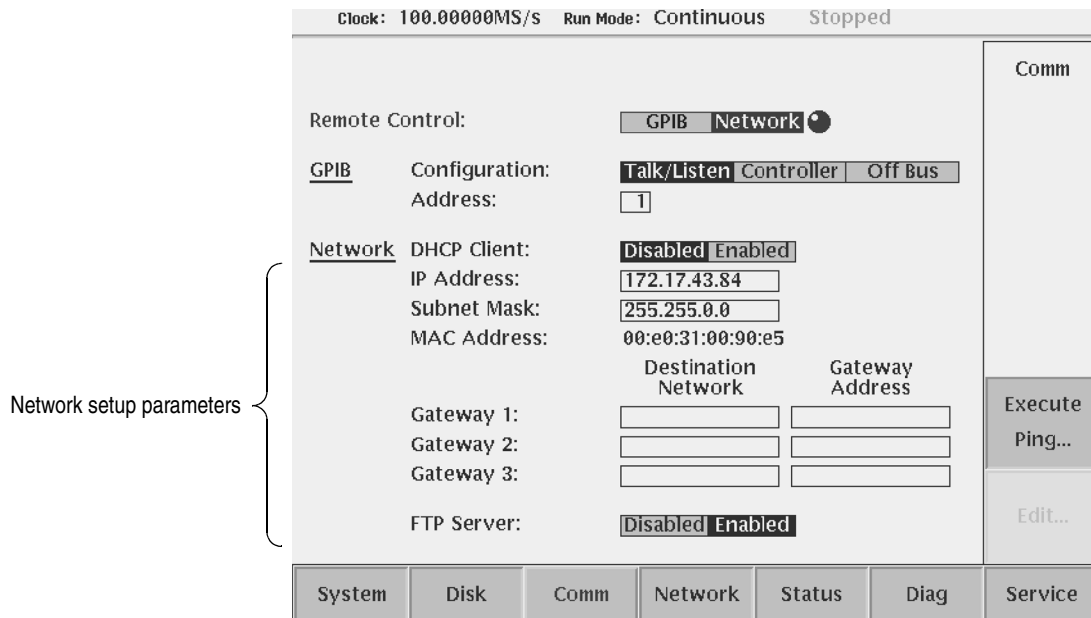 Clock: 100.00000MS/s Run Mode: Continuous Stopped
Comm
Remote Control: GPIB Network
GPIB Configuration: Talk/Listen Controller Off Bus
Address: 1
Network DHCP Client: Disabled Enabled
IP Address: 172.17.43.84
Subnet Mask: 255.255.0.0
MAC Address: 00:e0:31:00:90:e5
Destination Network Gateway Address
Network setup parameters
Gateway 1:
Gateway 2:
Gateway 3:
FTP Server: Disabled Enabled
Execute Ping...
Edit...
System Disk Comm Network Status Diag Service